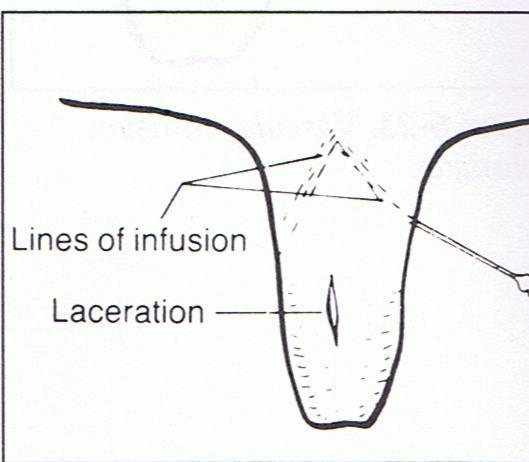 Lines of infusion
Laceration